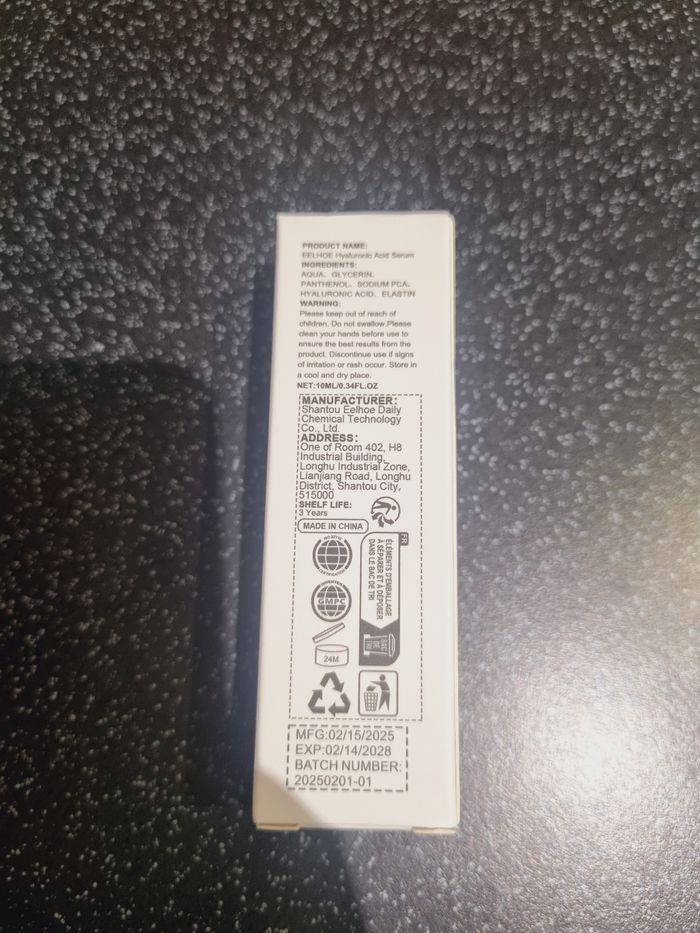 PRODUCT NAME:
EELHOE Hyaluronic Acid Serum
INGREDIENTS:
AQUA、GLYCERIN、
PANTHENOL、SODIUM PCA、
HYALURONIC ACID、ELASTIN
WARNING:
Please keep out of reach of
children. Do not swallow.Please
clean your hands before use to
ensure the best results from the
product. Discontinue use if signs
of irritation or rash occur. Store in
a cool and dry place.
NET:10ML/0.34FL.OZ
MANUFACTURER:
Shantou Eelhoe Daily
Chemical Technology
Co., Ltd.
ADDRESS:
One of Room 402, H8
Industrial Building,
Longhu Industrial Zone,
Lianjiang Road, Longhu
District, Shantou City,
515000
SHELF LIFE:
3 Years
MADE IN CHINA
FR
ÉLÉMENTS D'EMBALLAGE
À SÉPARER ET À DÉPOSER
DANS LE BAC DE TRI
BAC
DE
TRI
CERTIFICATION
GMPC
24M
MFG:02/15/2025
EXP:02/14/2028
BATCH NUMBER:
20250201-01